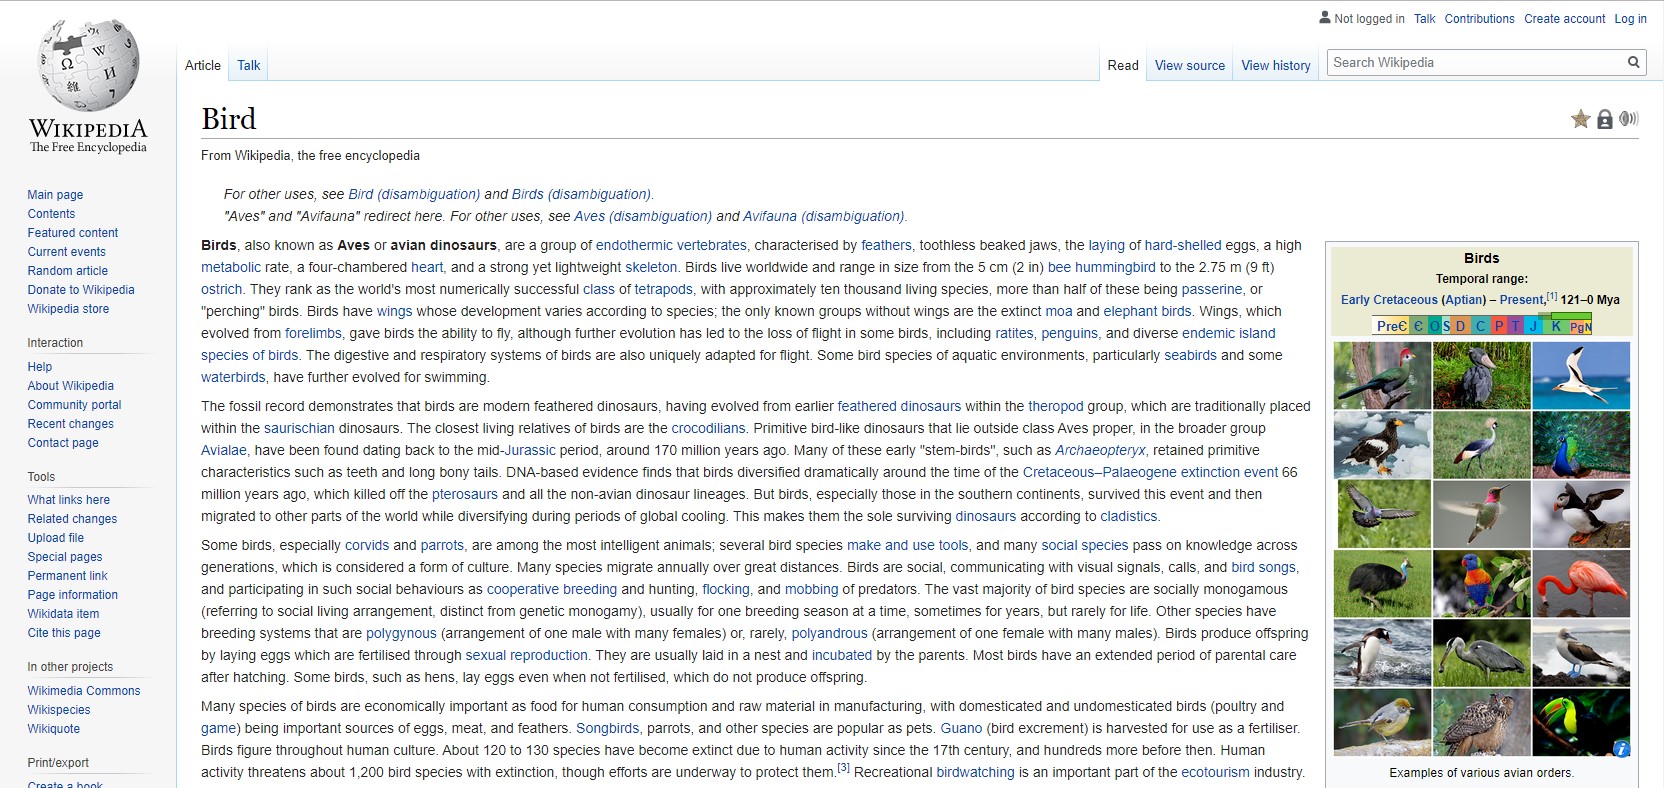 Not logged in Talk Contributions Create account Log in
Article Talk Read View source View history Search Wikipedia
WIKIPEDIA
The Free Encyclopedia
Main page
Contents
Featured content
Current events
Random article
Donate to Wikipedia
Wikipedia store
Interaction
Help
About Wikipedia
Community portal
Recent changes
Contact page
Tools
What links here
Related changes
Upload file
Special pages
Permanent link
Page information
Wikidata item
Cite this page
In other projects
Wikimedia Commons
Wikispecies
Wikiquote
Print/export
Create a book
Bird
From Wikipedia, the free encyclopedia
For other uses, see Bird (disambiguation) and Birds (disambiguation).
"Aves" and "Avifauna" redirect here. For other uses, see Aves (disambiguation) and Avifauna (disambiguation).
Birds, also known as Aves or avian dinosaurs, are a group of endothermic vertebrates, characterised by feathers, toothless beaked jaws, the laying of hard-shelled eggs, a high
metabolic rate, a four-chambered heart, and a strong yet lightweight skeleton. Birds live worldwide and range in size from the 5 cm (2 in) bee hummingbird to the 2.75 m (9 ft)
ostrich. They rank as the world's most numerically successful class of tetrapods, with approximately ten thousand living species, more than half of these being passerine, or
"perching" birds. Birds have wings whose development varies according to species; the only known groups without wings are the extinct moa and elephant birds. Wings, which
evolved from forelimbs, gave birds the ability to fly, although further evolution has led to the loss of flight in some birds, including ratites, penguins, and diverse endemic island
species of birds. The digestive and respiratory systems of birds are also uniquely adapted for flight. Some bird species of aquatic environments, particularly seabirds and some
waterbirds, have further evolved for swimming.
The fossil record demonstrates that birds are modern feathered dinosaurs, having evolved from earlier feathered dinosaurs within the theropod group, which are traditionally placed
within the saurischian dinosaurs. The closest living relatives of birds are the crocodilians. Primitive bird-like dinosaurs that lie outside class Aves proper, in the broader group
Avialae, have been found dating back to the mid-Jurassic period, around 170 million years ago. Many of these early "stem-birds", such as Archaeopteryx, retained primitive
characteristics such as teeth and long bony tails. DNA-based evidence finds that birds diversified dramatically around the time of the Cretaceous–Palaeogene extinction event 66
million years ago, which killed off the pterosaurs and all the non-avian dinosaur lineages. But birds, especially those in the southern continents, survived this event and then
migrated to other parts of the world while diversifying during periods of global cooling. This makes them the sole surviving dinosaurs according to cladistics.
Some birds, especially corvids and parrots, are among the most intelligent animals; several bird species make and use tools, and many social species pass on knowledge across
generations, which is considered a form of culture. Many species migrate annually over great distances. Birds are social, communicating with visual signals, calls, and bird songs,
and participating in such social behaviours as cooperative breeding and hunting, flocking, and mobbing of predators. The vast majority of bird species are socially monogamous
(referring to social living arrangement, distinct from genetic monogamy), usually for one breeding season at a time, sometimes for years, but rarely for life. Other species have
breeding systems that are polygynous (arrangement of one male with many females) or, rarely, polyandrous (arrangement of one female with many males). Birds produce offspring
by laying eggs which are fertilised through sexual reproduction. They are usually laid in a nest and incubated by the parents. Most birds have an extended period of parental care
after hatching. Some birds, such as hens, lay eggs even when not fertilised, which do not produce offspring.
Many species of birds are economically important as food for human consumption and raw material in manufacturing, with domesticated and undomesticated birds (poultry and
game) being important sources of eggs, meat, and feathers. Songbirds, parrots, and other species are popular as pets. Guano (bird excrement) is harvested for use as a fertiliser.
Birds figure throughout human culture. About 120 to 130 species have become extinct due to human activity since the 17th century, and hundreds more before then. Human
activity threatens about 1,200 bird species with extinction, though efforts are underway to protect them.[3] Recreational birdwatching is an important part of the ecotourism industry.
Birds
Temporal range:
Early Cretaceous (Aptian) – Present,[1] 121–0 Mya
PreЄ Є O S D C P T J K Pg N
Examples of various avian orders.